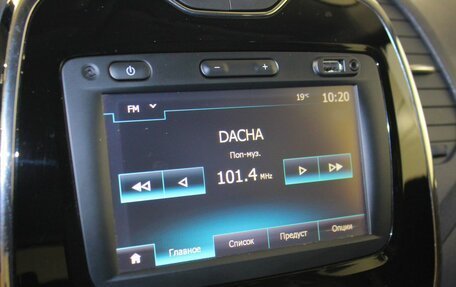 FM 19° 10:20
DACHA
Поп-муз.
101.4 MHz
Главное Список Предуст Опции